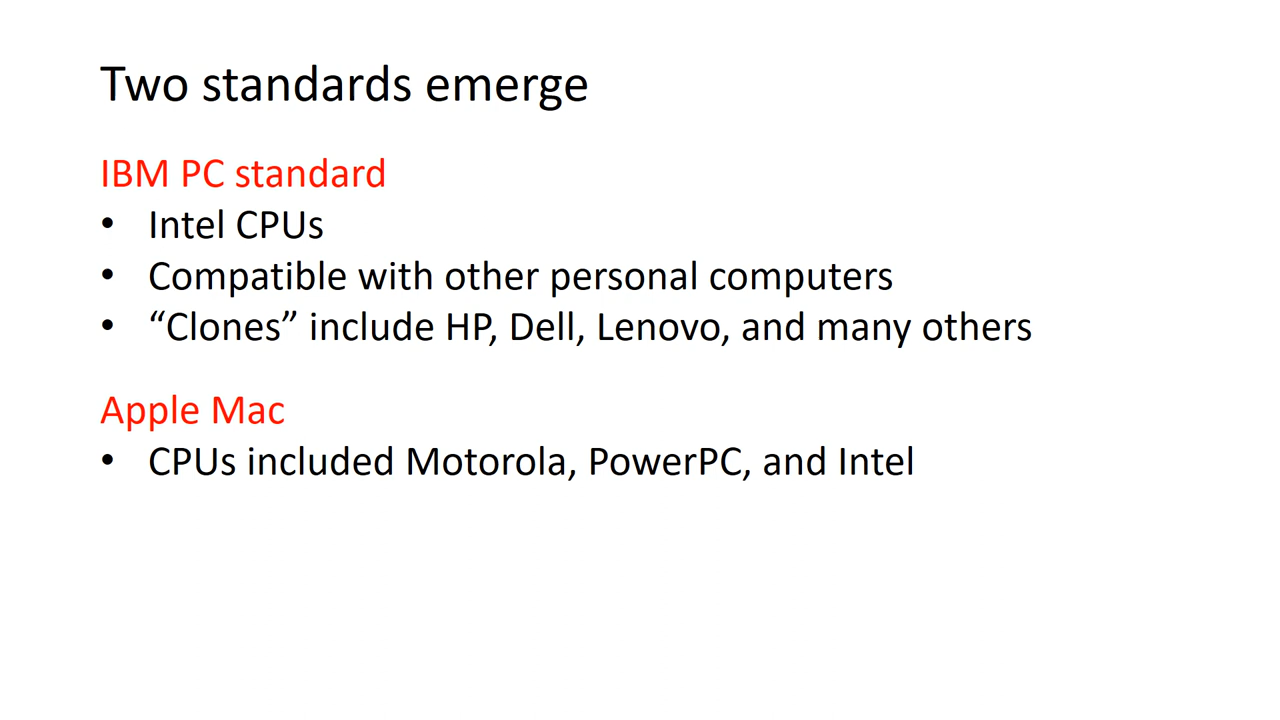 Two standards emerge
IBM PC standard
• Intel CPUs
• Compatible with other personal computers
• “Clones” include HP, Dell, Lenovo, and many others
Apple Mac
• CPUs included Motorola, PowerPC, and Intel